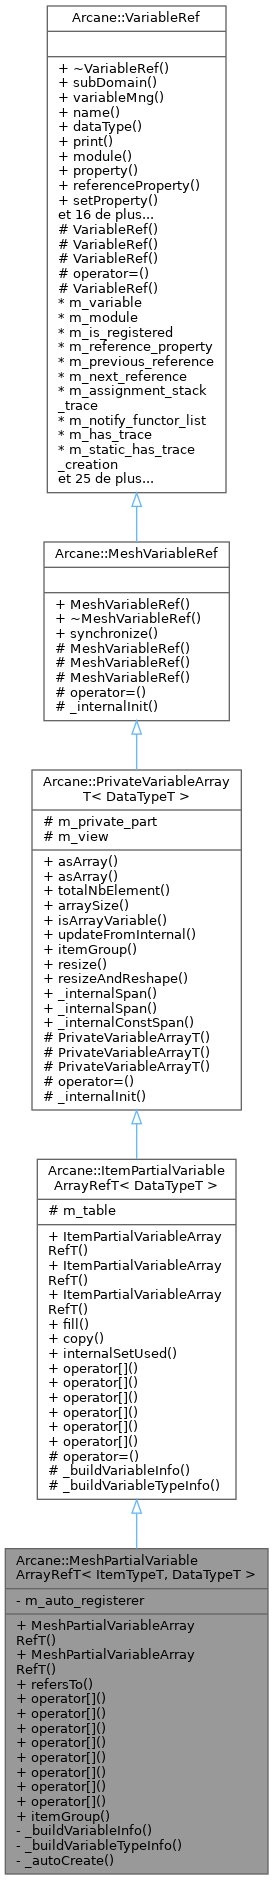 Arcane::VariableRef
+ ~VariableRef()
+ subDomain()
+ variableMng()
+ name()
+ dataType()
+ print()
+ module()
+ property()
+ referenceProperty()
+ setProperty()
et 16 de plus...
# VariableRef()
# VariableRef()
# VariableRef()
# operator=()
# VariableRef()
* m_variable
* m_module
* m_is_registered
* m_reference_property
* m_previous_reference
* m_next_reference
* m_assignment_stack
_trace
* m_notify_functor_list
* m_has_trace
* m_static_has_trace
_creation
et 25 de plus...
Arcane::MeshVariableRef
+ MeshVariableRef()
+ ~MeshVariableRef()
+ synchronize()
# MeshVariableRef()
# MeshVariableRef()
# MeshVariableRef()
# operator=()
# _internalInit()
Arcane::PrivateVariableArray
T< DataTypeT >
# m_private_part
# m_view
+ asArray()
+ asArray()
+ totalNbElement()
+ arraySize()
+ isArrayVariable()
+ updateFromInternal()
+ itemGroup()
+ resize()
+ resizeAndReshape()
+ _internalSpan()
+ _internalSpan()
+ _internalConstSpan()
# PrivateVariableArrayT()
# PrivateVariableArrayT()
# PrivateVariableArrayT()
# operator=()
# _internalInit()
Arcane::ItemPartialVariable
ArrayRefT< DataTypeT >
# m_table
+ ItemPartialVariableArray
RefT()
+ ItemPartialVariableArray
RefT()
+ ItemPartialVariableArray
RefT()
+ fill()
+ copy()
+ internalSetUsed()
+ operator[]()
+ operator[]()
+ operator[]()
+ operator[]()
+ operator[]()
+ operator[]()
# operator=()
# _buildVariableInfo()
# _buildVariableTypeInfo()
Arcane::MeshPartialVariable
ArrayRefT< ItemTypeT, DataTypeT >
- m_auto_registerer
+ MeshPartialVariableArray
RefT()
+ MeshPartialVariableArray
RefT()
+ refersTo()
+ operator[]()
+ operator[]()
+ operator[]()
+ operator[]()
+ operator[]()
+ operator[]()
+ operator[]()
+ operator[]()
+ itemGroup()
- _buildVariableInfo()
- _buildVariableTypeInfo()
- _autoCreate()